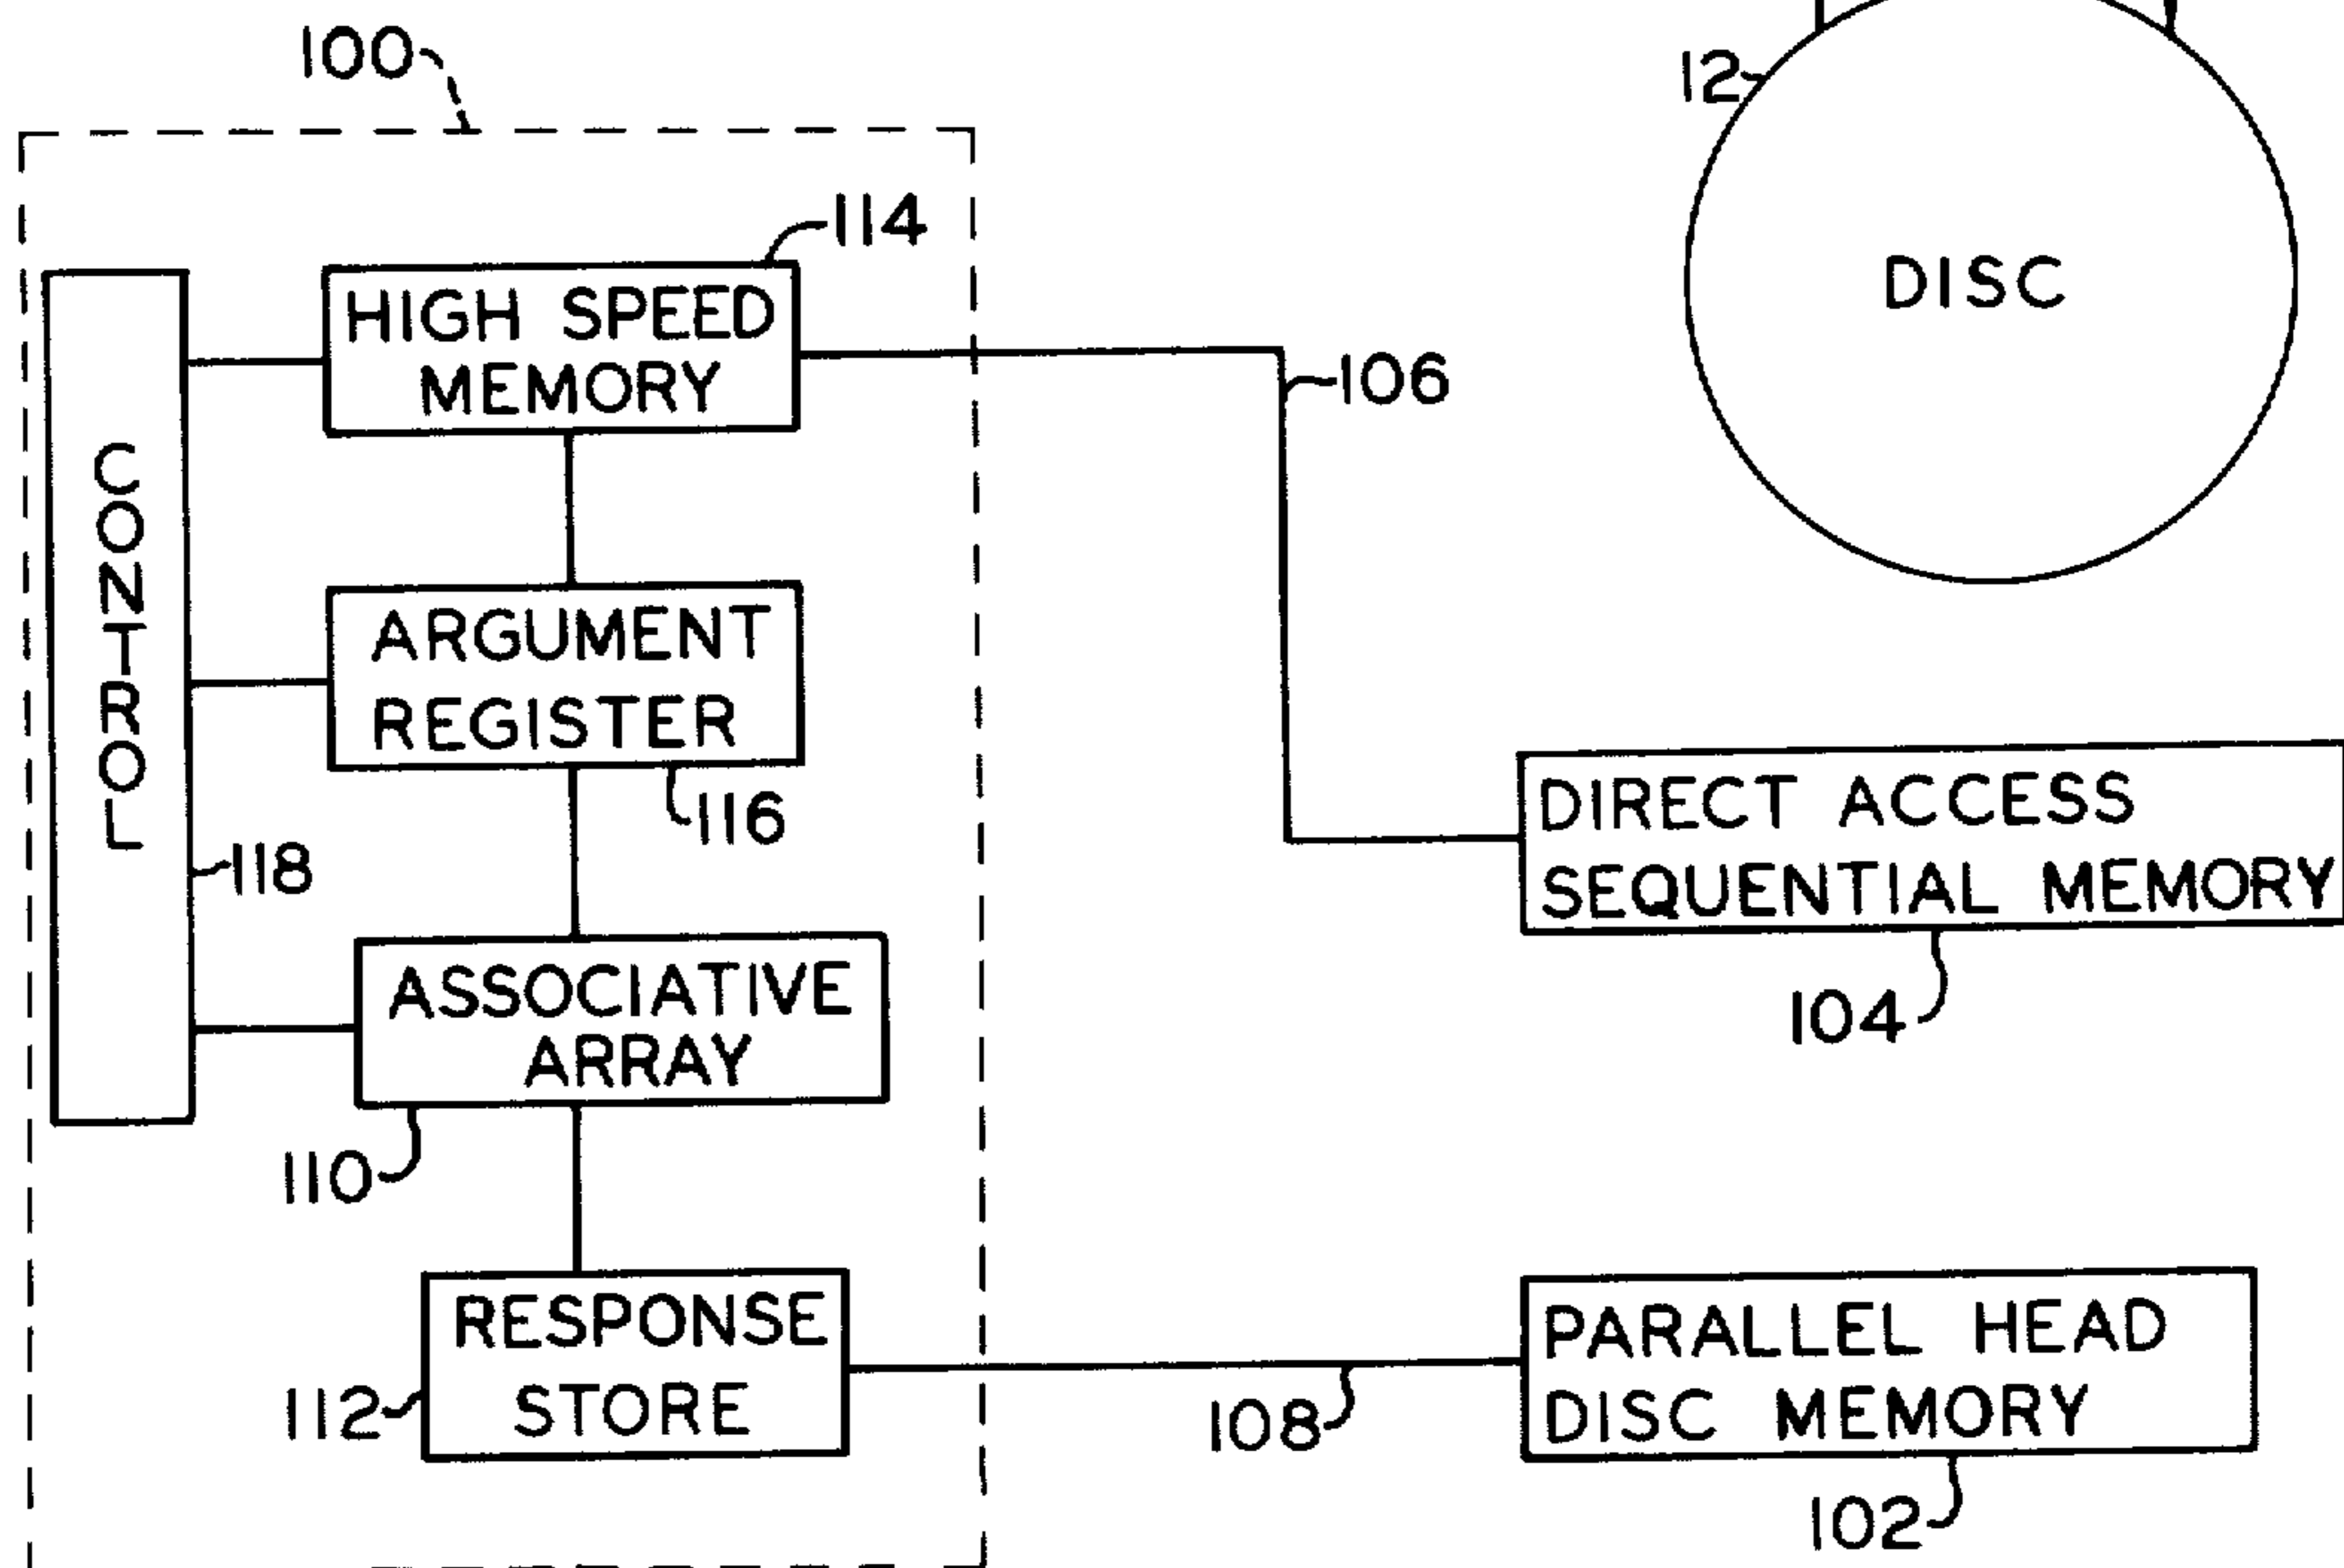 100
12
114
HIGH SPEED
MEMORY
DISC
106
CONTROL
ARGUMENT
REGISTER
116
118
DIRECT ACCESS
SEQUENTIAL MEMORY
104
ASSOCIATIVE
ARRAY
110
RESPONSE
STORE
112
108
PARALLEL HEAD
DISC MEMORY
102